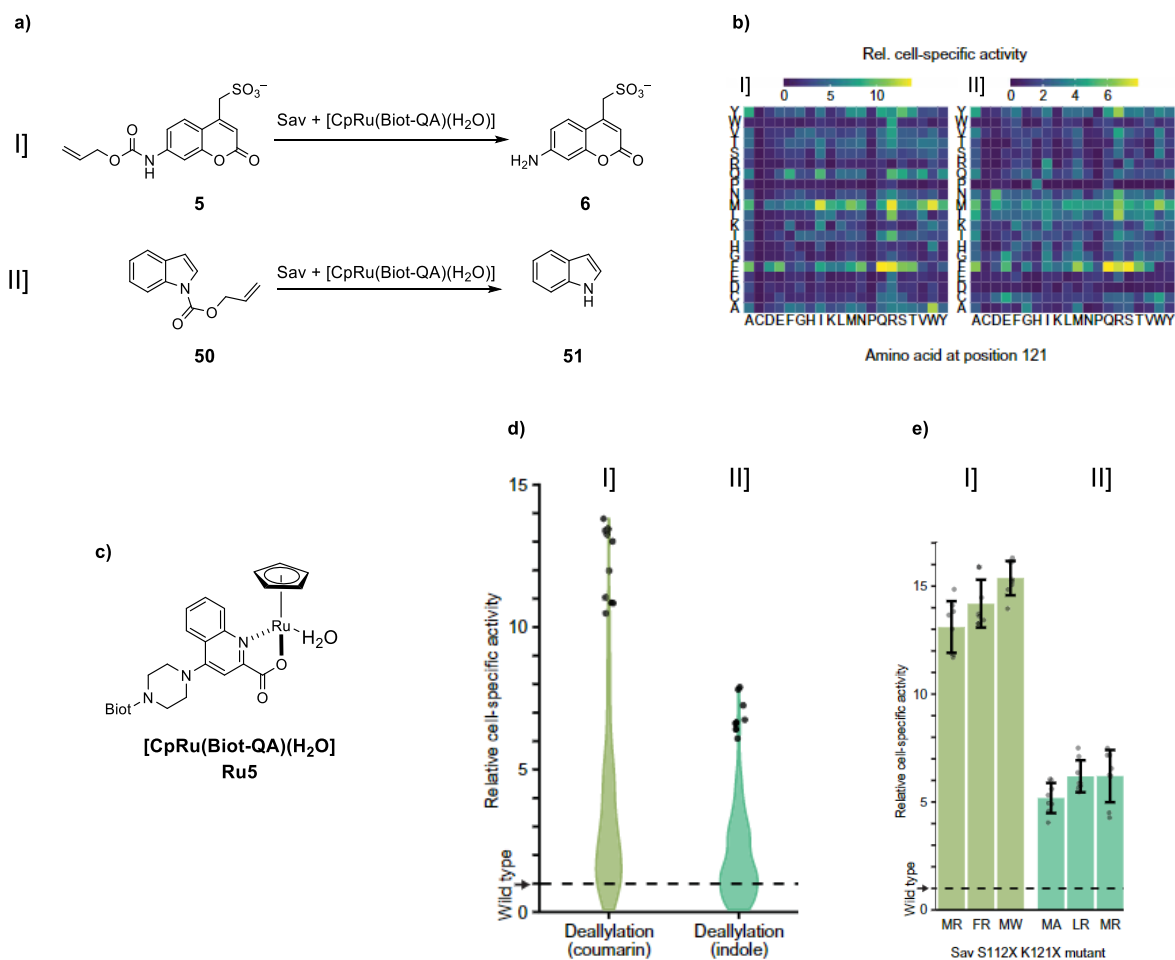 a)
I]
O
O
N
H
SO3−
O
O
Sav + [CpRu(Biot-QA)(H2O)]
SO3−
H2N
O
O
5
6
II]
N
O
O
Sav + [CpRu(Biot-QA)(H2O)]
N
H
50
51
b)
Rel. cell-specific activity
I]
0
5
10
II]
0
2
4
6
Y
W
V
T
S
R
Q
P
N
M
L
K
I
H
G
F
E
D
C
A
Y
W
V
T
S
R
Q
P
N
M
L
K
I
H
G
F
E
D
C
A
ACDEFGHIKLMNPQRSTVWY
ACDEFGHIKLMNPQRSTVWY
Amino acid at position 121
c)
Ru
H2O
N
O
O
N
N
Biot
[CpRu(Biot-QA)(H2O]
Ru5
d)
I]
II]
Relative cell-specific activity
15
10
5
0
Wild type
Deallylation
(coumarin)
Deallylation
(indole)
e)
I]
II]
Relative cell-specific activity
15
10
5
0
Wild type
MR FR MW MA LR MR
Sav S112X K121X mutant